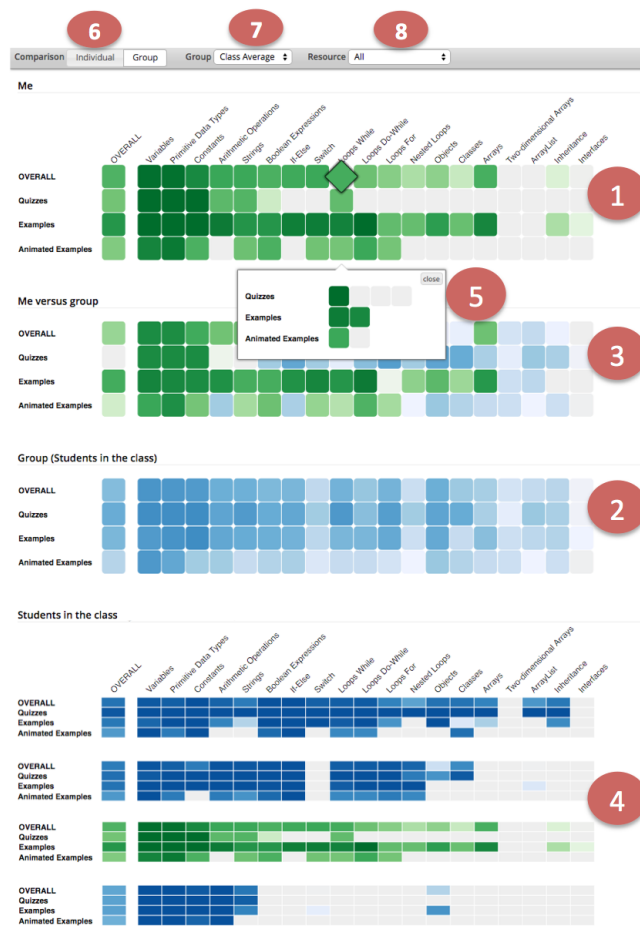 6 7 8
Comparison Individual Group Group Class Average Resource All
Me
OVERALL Variables Primitive Data Types Constants Arithmetic Operations Strings Boolean Expressions If-Else Switch Loops While Loops Do-While Loops For Nested Loops Objects Classes Arrays Two-dimensional Arrays ArrayList Inheritance Interfaces
OVERALL
1
Quizzes
Examples
Animated Examples
close
5
Quizzes
Examples
Animated Examples
Me versus group
OVERALL
3
Quizzes
Examples
Animated Examples
Group (Students in the class)
OVERALL
2
Quizzes
Examples
Animated Examples
Students in the class
OVERALL Variables Primitive Data Types Constants Arithmetic Operations Strings Boolean Expressions If-Else Switch Loops While Loops Do-While Loops For Nested Loops Objects Classes Arrays Two-dimensional Arrays ArrayList Inheritance Interfaces
OVERALL
Quizzes
Examples
Animated Examples
OVERALL
Quizzes
Examples
4
Animated Examples
OVERALL
Quizzes
Examples
Animated Examples
OVERALL
Quizzes
Examples
Animated Examples